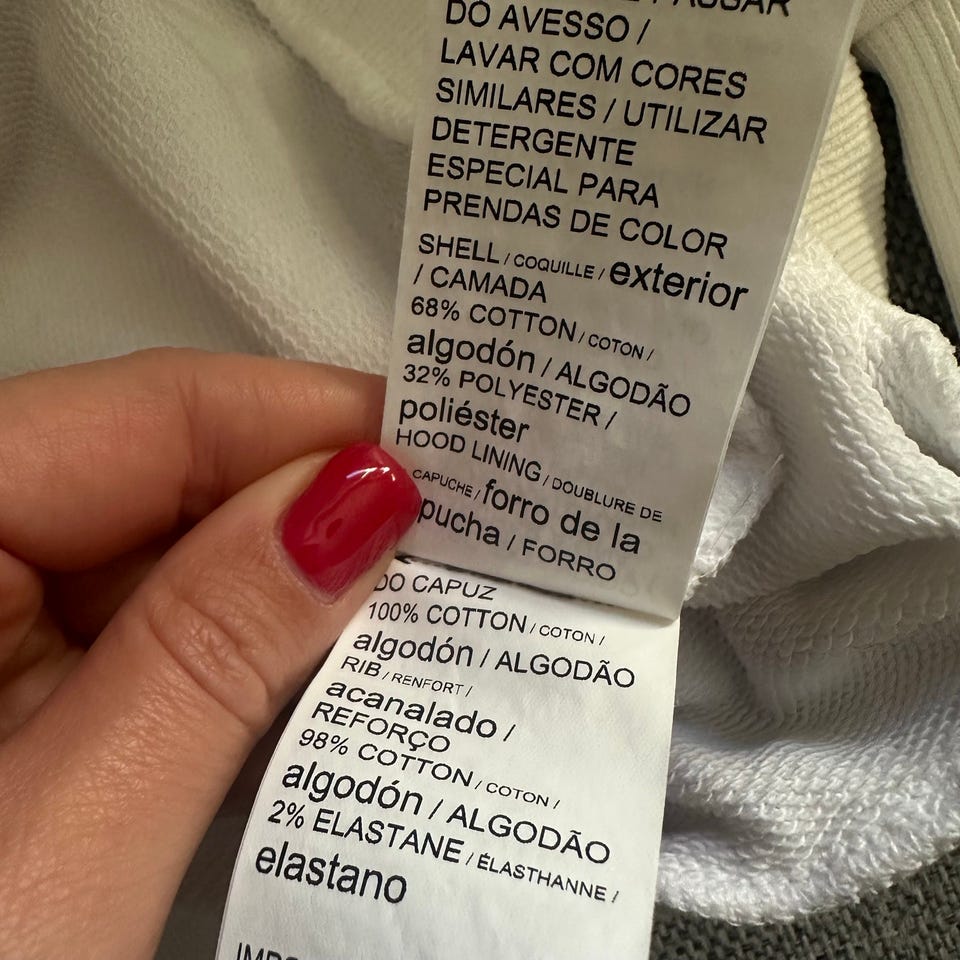 DO AVESSO /
LAVAR COM CORES
SIMILARES / UTILIZAR
DETERGENTE
ESPECIAL PARA
PRENDAS DE COLOR
SHELL / COQUILLE / exterior
/ CAMADA
68% COTTON / COTON /
algodón / ALGODÃO
32% POLYESTER /
poliéster
HOOD LINING / DOUBLURE DE
CAPUCHE / forro de la
pucha / FORRO
DO CAPUZ
100% COTTON / COTON /
algodón / ALGODÃO
RIB / RENFORT /
acanalado /
REFORÇO
98% COTTON / COTON /
algodón / ALGODÃO
2% ELASTANE / ÉLASTHANNE /
elastano